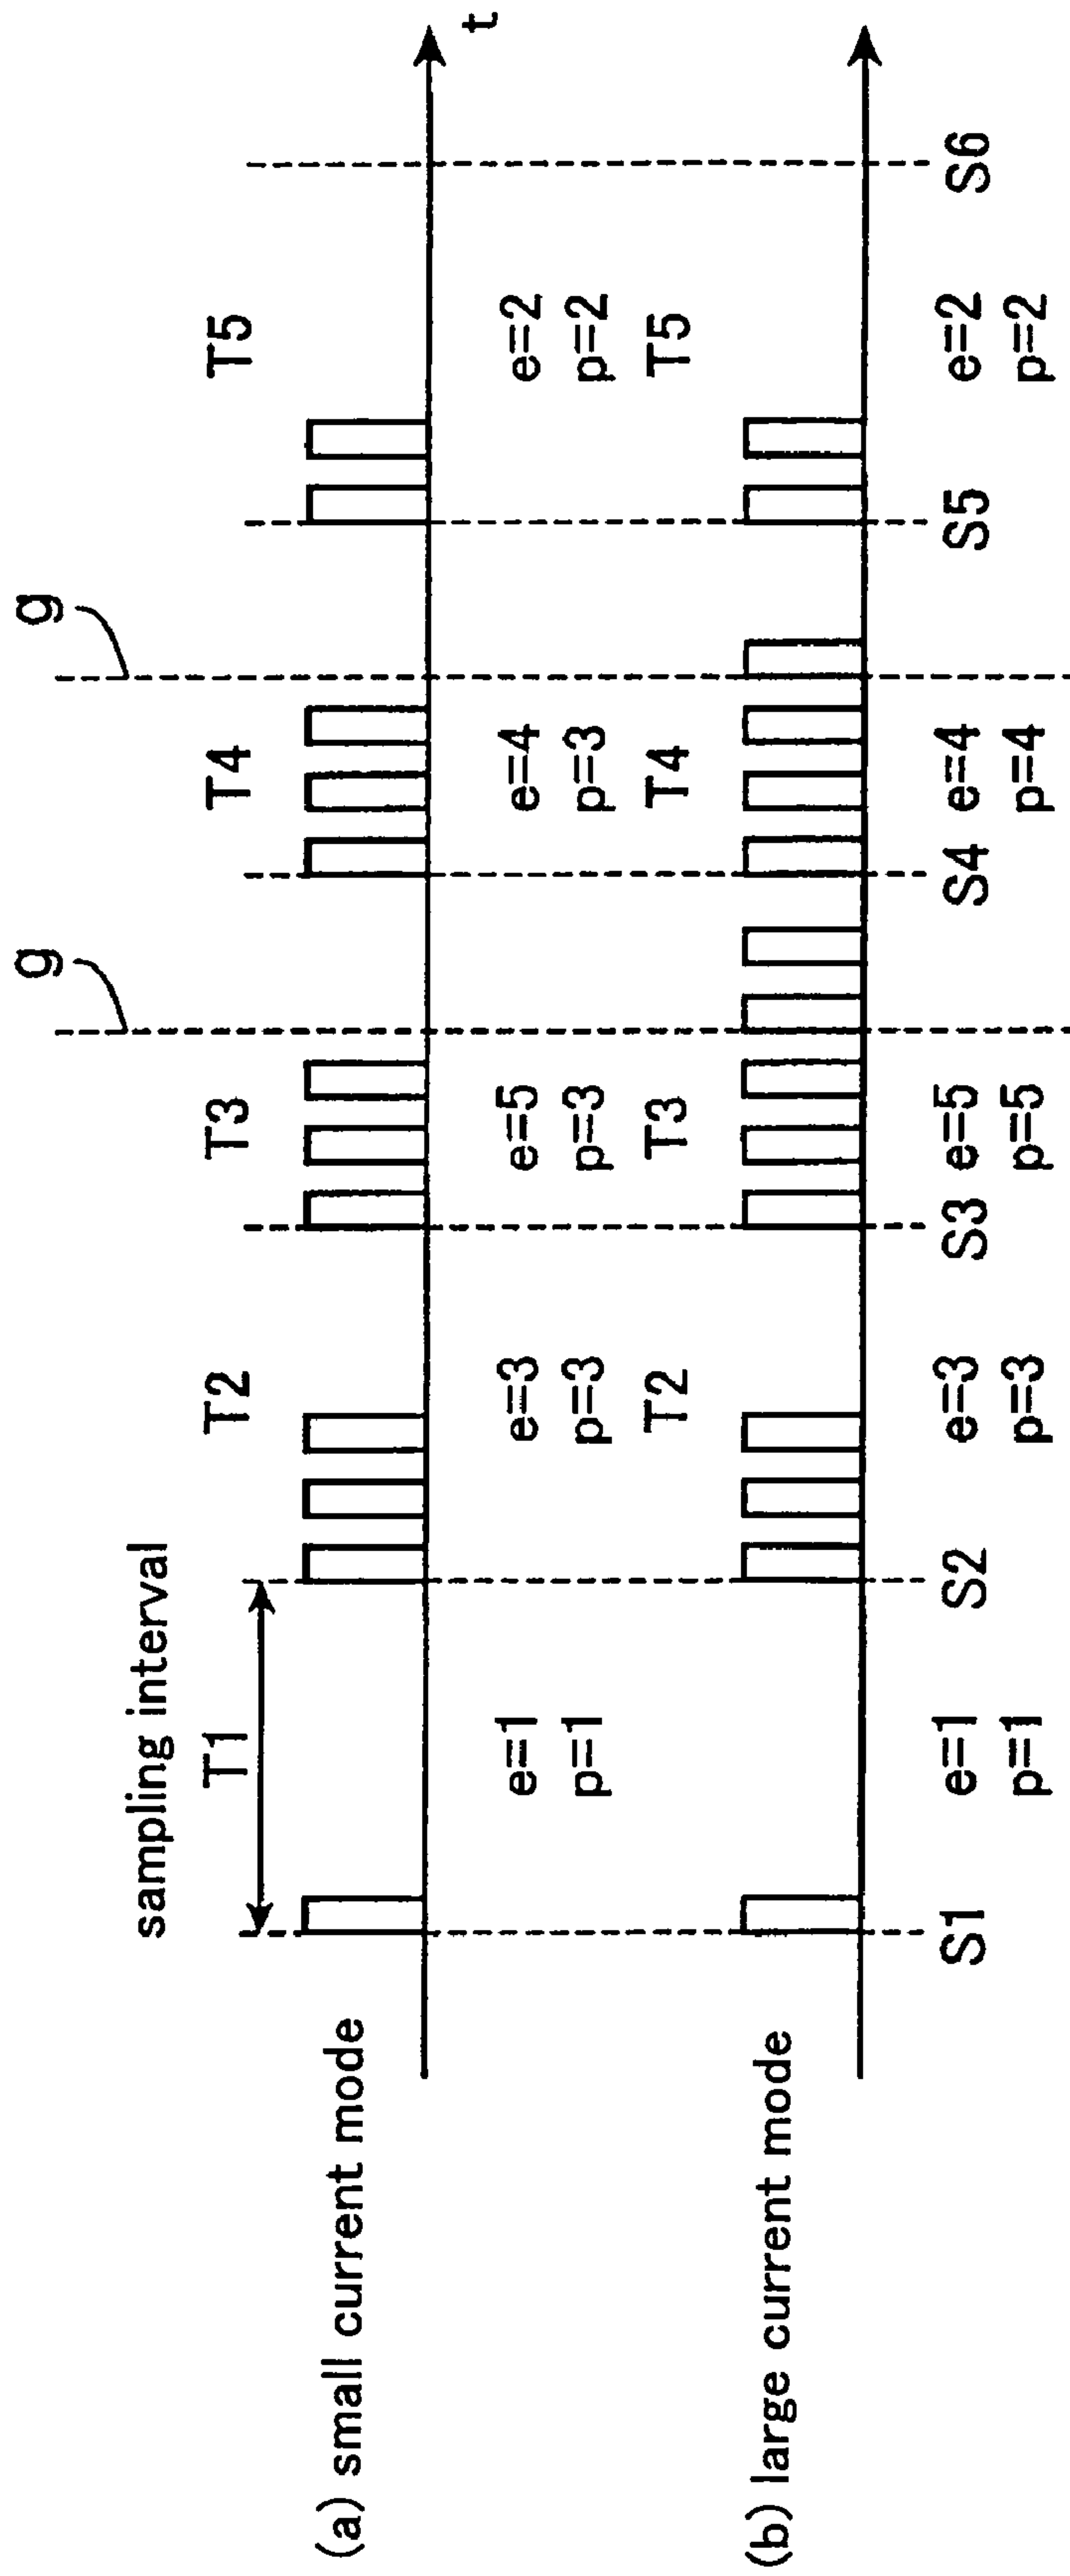 g
g
sampling interval
T1
T2
T3
T4
T5
(a) small current mode
t
e=1
p=1
e=3
p=3
e=5
p=3
e=4
p=3
e=2
p=2
T2
T3
T4
T5
(b) large current mode
S1
S2
S3
S4
S5
S6
e=1
p=1
e=3
p=3
e=5
p=5
e=4
p=4
e=2
p=2